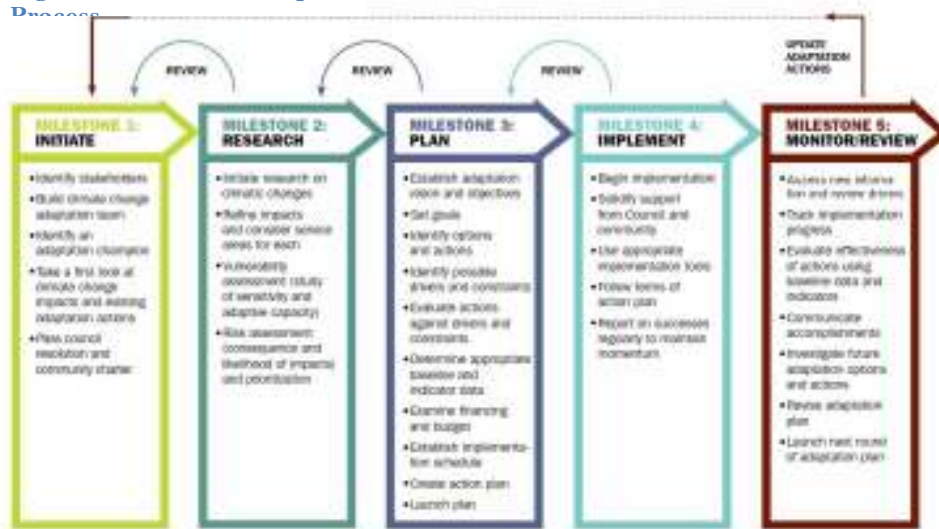 Process
UPDATE
ADAPTATION
ACTIONS
REVIEW
REVIEW
REVIEW
MILESTONE 1:
INITIATE
• Identify stakeholders
• Build climate change
adaptation team
• Identify an
adaptation champion
• Take a first look at
climate change
impacts and existing
adaptation actions
• Pass council
resolution and
community charter
MILESTONE 2:
RESEARCH
• Initiate research on
climatic changes
• Refine impacts
and consider service
areas for each
• Vulnerability
assessment (study
of sensitivity and
adaptive capacity)
• Risk assessment
(consequence and
likelihood of impacts)
and prioritization
MILESTONE 3:
PLAN
• Establish adaptation
vision and objectives
• Set goals
• Identify options
and actions
• Identify possible
drivers and constraints
• Evaluate actions
against drivers and
constraints
• Determine appropriate
baseline and
indicator data
• Examine financing
and budget
• Establish implementa-
tion schedule
• Create action plan
• Launch plan
MILESTONE 4:
IMPLEMENT
• Begin implementation
• Solidify support
from Council and
community
• Use appropriate
implementation tools
• Follow terms of
action plan
• Report on successes
regularly to maintain
momentum
MILESTONE 5:
MONITOR/REVIEW
• Assess new informa-
tion and review drivers
• Track implementation
progress
• Evaluate effectiveness
of actions using
baseline data and
indicators
• Communicate
accomplishments
• Investigate future
adaptation options
and actions
• Revise adaptation
plan
• Launch next round
of adaptation plan